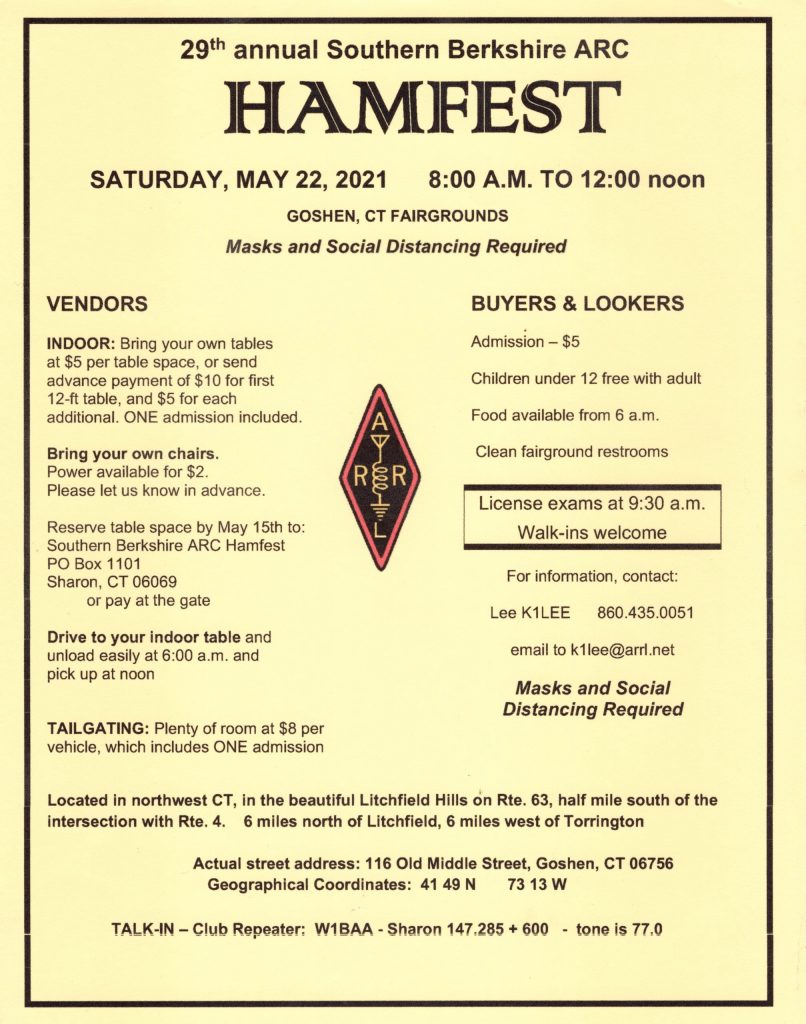 29th annual Southern Berkshire ARC
HAMFEST
SATURDAY, MAY 22, 2021 8:00 A.M. TO 12:00 noon
GOSHEN, CT FAIRGROUNDS
Masks and Social Distancing Required
VENDORS
INDOOR: Bring your own tables
at $5 per table space, or send
advance payment of $10 for first
12-ft table, and $5 for each
additional. ONE admission included.
Bring your own chairs.
Power available for $2.
Please let us know in advance.
Reserve table space by May 15th to:
Southern Berkshire ARC Hamfest
PO Box 1101
Sharon, CT 06069
or pay at the gate
Drive to your indoor table and
unload easily at 6:00 a.m. and
pick up at noon
TAILGATING: Plenty of room at $8 per
vehicle, which includes ONE admission
A
R R
L
BUYERS & LOOKERS
Admission – $5
Children under 12 free with adult
Food available from 6 a.m.
Clean fairground restrooms
License exams at 9:30 a.m.
Walk-ins welcome
For information, contact:
Lee K1LEE 860.435.0051
email to k1lee@arrl.net
Masks and Social
Distancing Required
Located in northwest CT, in the beautiful Litchfield Hills on Rte. 63, half mile south of the
intersection with Rte. 4. 6 miles north of Litchfield, 6 miles west of Torrington
Actual street address: 116 Old Middle Street, Goshen, CT 06756
Geographical Coordinates: 41 49 N 73 13 W
TALK-IN – Club Repeater: W1BAA - Sharon 147.285 + 600 - tone is 77.0